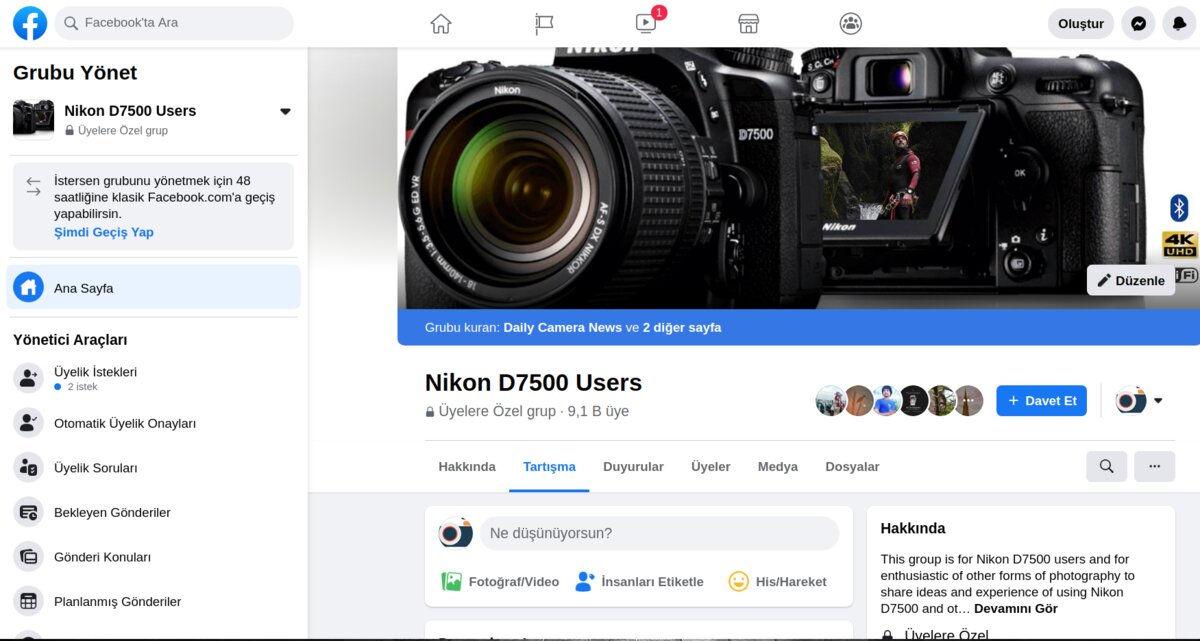 Facebook'ta Ara
1
Oluştur
Grubu Yönet
Nikon D7500 Users
Üyelere Özel grup
İstersen grubunu yönetmek için 48
saatliğine klasik Facebook.com'a geçiş
yapabilirsin.
Şimdi Geçiş Yap
Ana Sayfa
Yönetici Araçları
Üyelik İstekleri
2 istek
Otomatik Üyelik Onayları
Üyelik Soruları
Bekleyen Gönderiler
Gönderi Konuları
Planlanmış Gönderiler
Nikon
Nikon
D7500
AF-S DX NIKKOR
18-140mm 1:3.5-5.6 G ED VR
OK
Nikon
4K
UHD
Düzenle
Grubu kuran: Daily Camera News ve 2 diğer sayfa
Nikon D7500 Users
Üyelere Özel grup · 9,1 B üye
+ Davet Et
Hakkında
Tartışma
Duyurular
Üyeler
Medya
Dosyalar
Ne düşünüyorsun?
Fotoğraf/Video
İnsanları Etiketle
His/Hareket
Hakkında
This group is for Nikon D7500 users and for
enthusiastic of other forms of photography to
share ideas and experience of using Nikon
D7500 and ot… Devamını Gör
Üyelere Özel